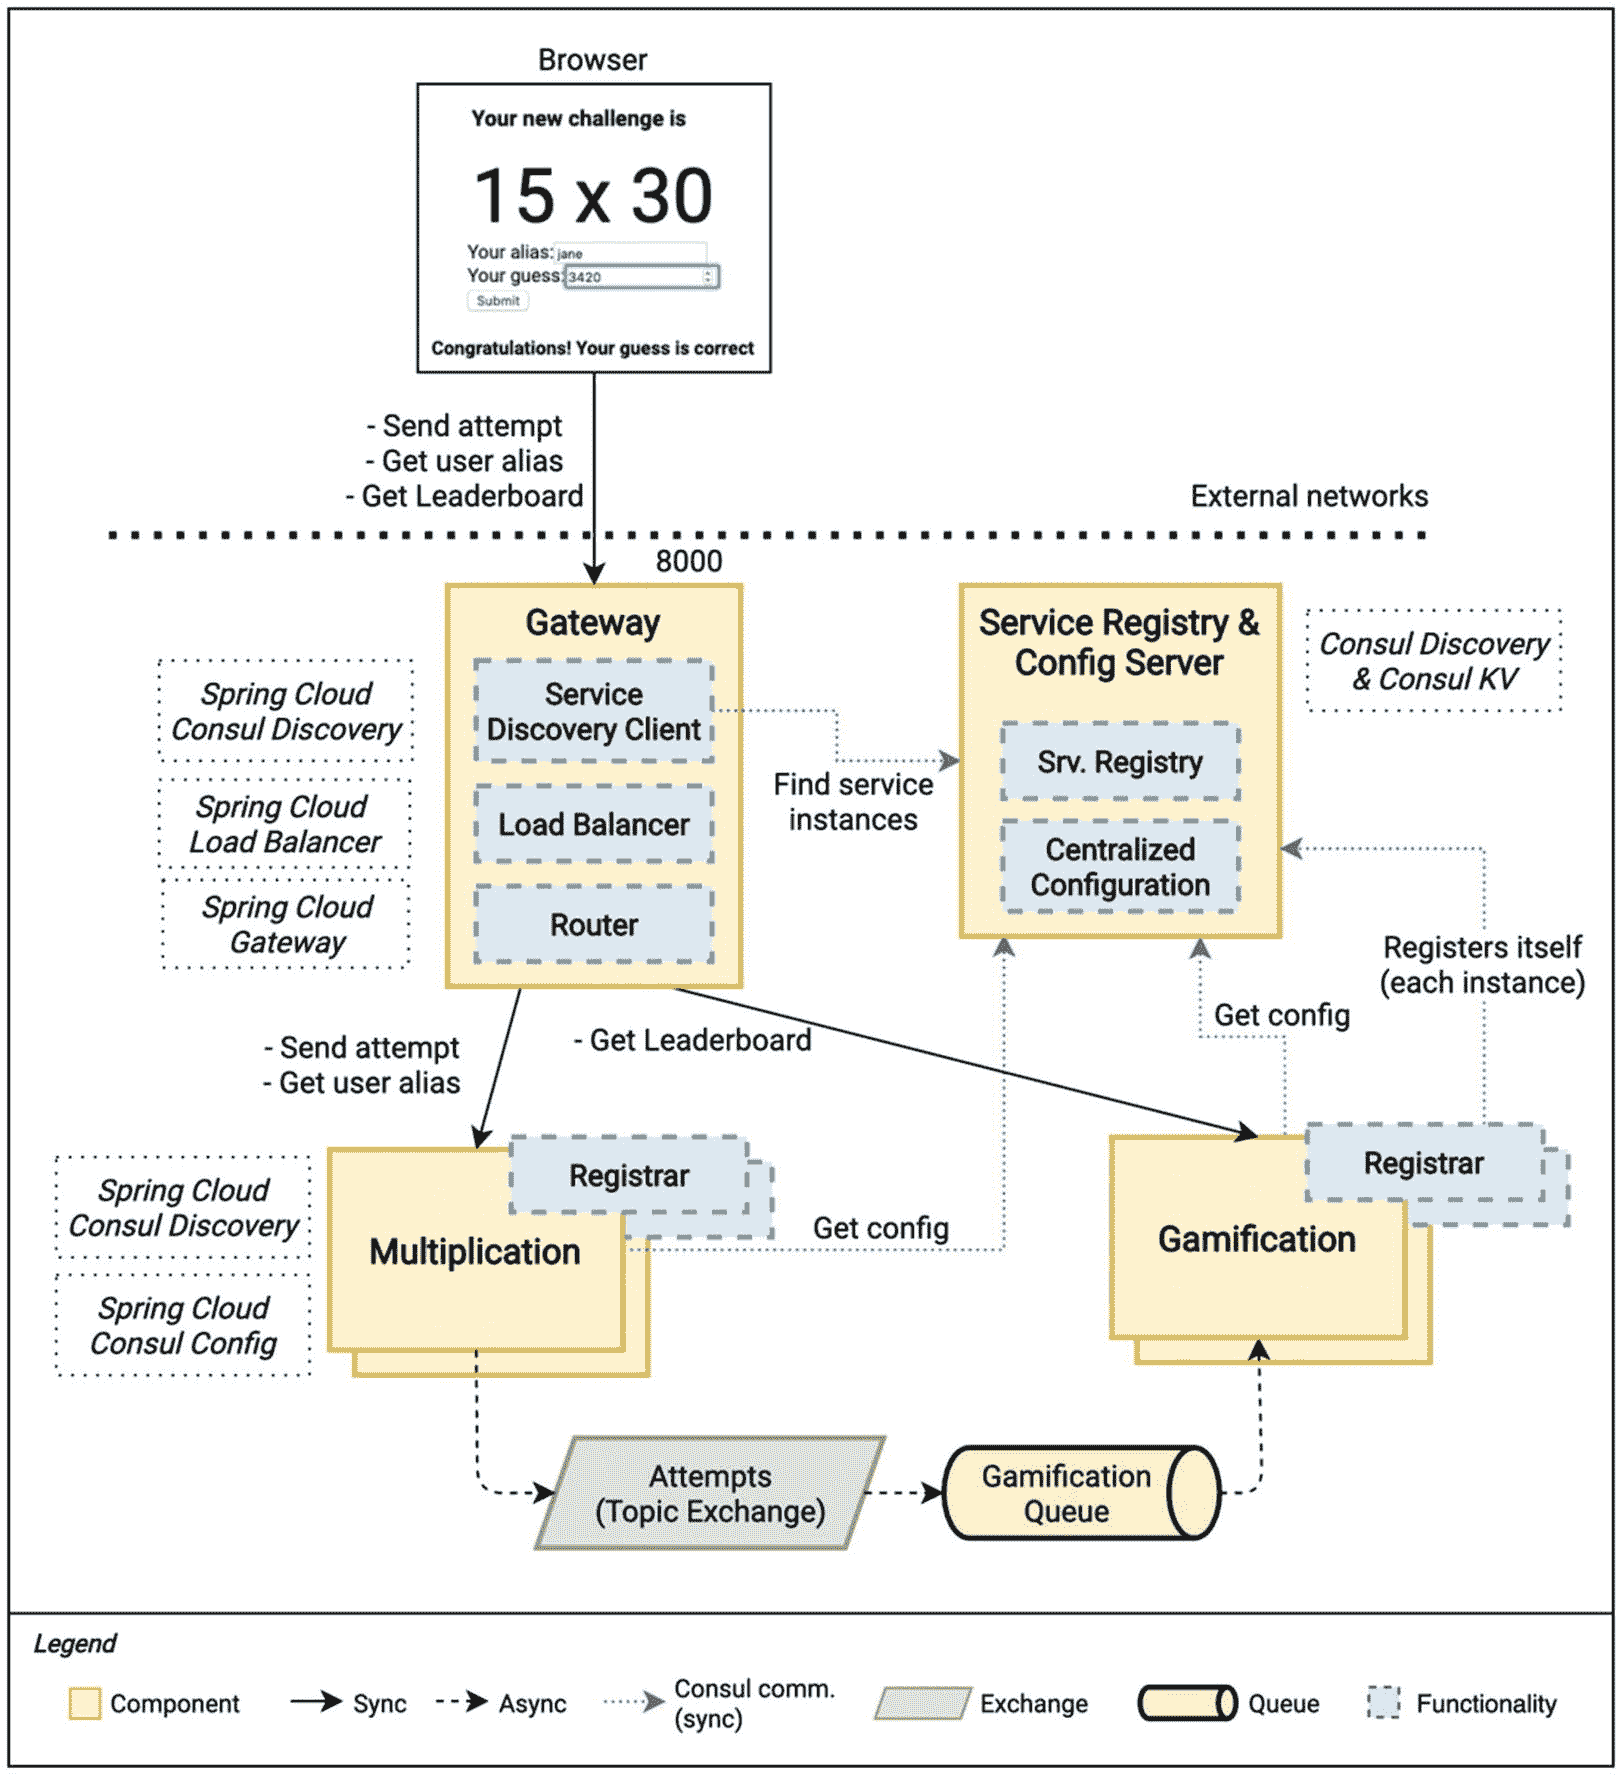 Browser
Your new challenge is
15 x 30
Your alias: jane
Your guess: 3420
Submit
Congratulations! Your guess is correct
- Send attempt
- Get user alias
- Get Leaderboard
External networks
8000
Gateway
Service
Discovery Client
Load Balancer
Router
Spring Cloud
Consul Discovery
Spring Cloud
Load Balancer
Spring Cloud
Gateway
Find service
instances
Service Registry &
Config Server
Srv. Registry
Centralized
Configuration
Consul Discovery
& Consul KV
Registers itself
(each instance)
Get config
- Send attempt
- Get user alias
- Get Leaderboard
Spring Cloud
Consul Discovery
Spring Cloud
Consul Config
Registrar
Multiplication
Get config
Registrar
Gamification
Attempts
(Topic Exchange)
Gamification
Queue
Legend
Component
Sync
Async
Consul comm.
(sync)
Exchange
Queue
Functionality